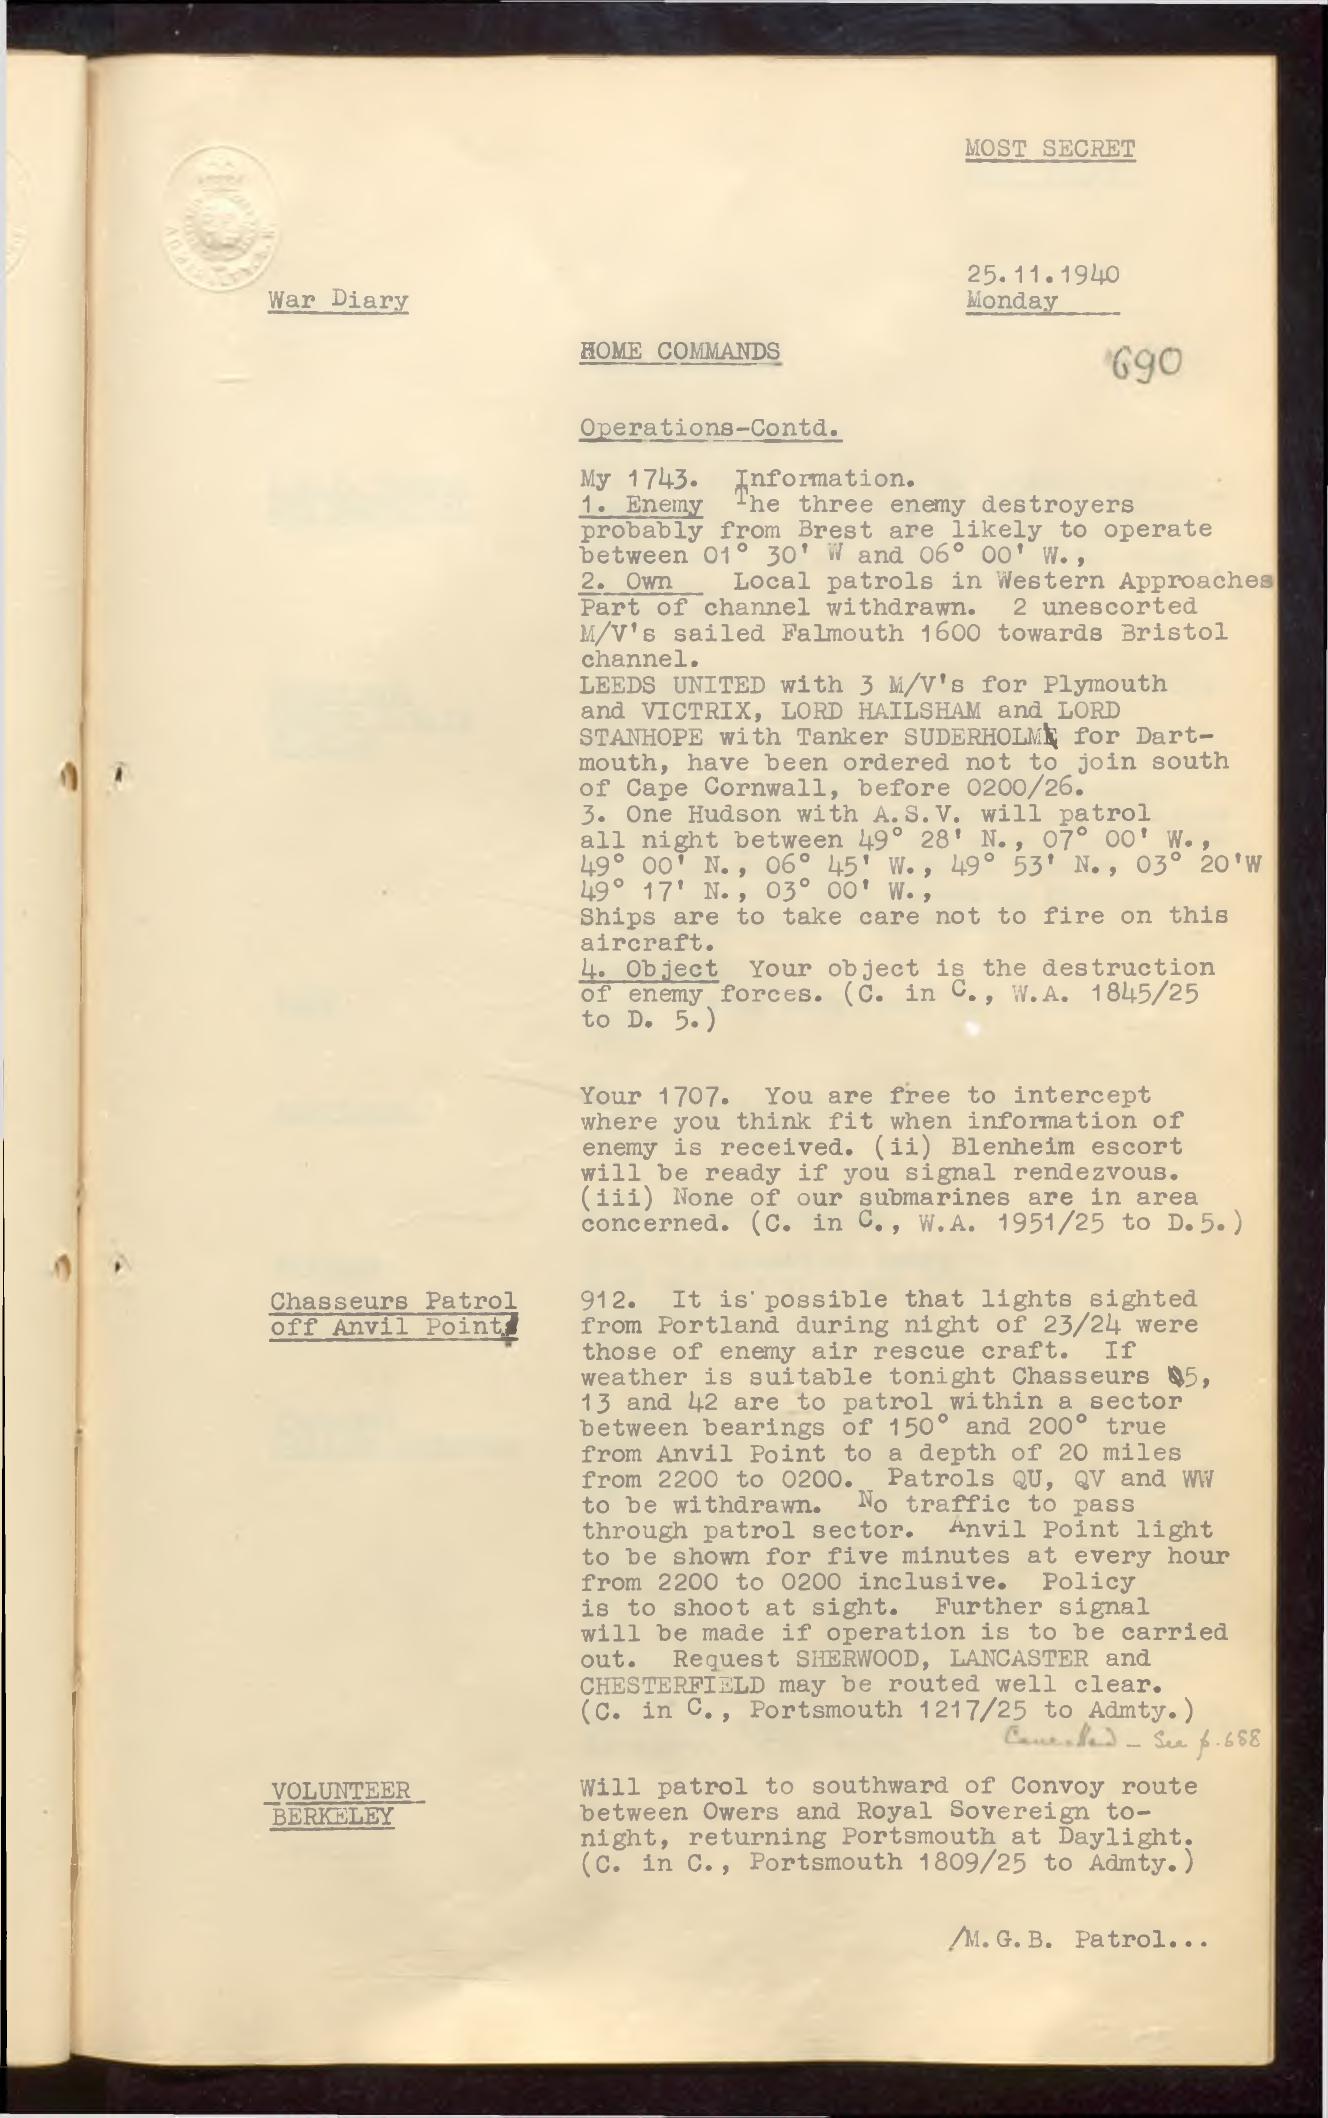 MOST SECRET
25.11.1940
War Diary
Monday
HOME COMMANDS
690
Operations-Contd.
My 1743. Information.
1. Enemy The three enemy destroyers
probably from Brest are likely to operate
between 01° 30' W and 06° 00' W.,
2. Own Local patrols in Western Approaches
Part of channel withdrawn. 2 unescorted
M/V's sailed Falmouth 1600 towards Bristol
channel.
LEEDS UNITED with 3 M/V's for Plymouth
and VICTRIX, LORD HAILSHAM and LORD
STANHOPE with Tanker SUDERHOLM for Dart-
mouth, have been ordered not to join south
of Cape Cornwall, before 0200/26.
3. One Hudson with A.S.V. will patrol
all night between 49° 28' N., 07° 00' W.,
49° 00' N., 06° 45' W., 49° 53' N., 03° 20'W
49° 17' N., 03° 00' W.,
Ships are to take care not to fire on this
aircraft.
4. Object Your object is the destruction
of enemy forces. (C. in C., W.A. 1845/25
to D. 5.)
Your 1707. You are free to intercept
where you think fit when information of
enemy is received. (ii) Blenheim escort
will be ready if you signal rendezvous.
(iii) None of our submarines are in area
concerned. (C. in C., W.A. 1951/25 to D.5.)
Chasseurs Patrol
off Anvil Point
912. It is possible that lights sighted
from Portland during night of 23/24 were
those of enemy air rescue craft. If
weather is suitable tonight Chasseurs 5,
13 and 42 are to patrol within a sector
between bearings of 150° and 200° true
from Anvil Point to a depth of 20 miles
from 2200 to 0200. Patrols QU, QV and WW
to be withdrawn. No traffic to pass
through patrol sector. Anvil Point light
to be shown for five minutes at every hour
from 2200 to 0200 inclusive. Policy
is to shoot at sight. Further signal
will be made if operation is to be carried
out. Request SHERWOOD, LANCASTER and
CHESTERFIELD may be routed well clear.
(C. in C., Portsmouth 1217/25 to Admty.)
Cancelled - See p.688
VOLUNTEER
BERKELEY
Will patrol to southward of Convoy route
between Owers and Royal Sovereign to-
night, returning Portsmouth at Daylight.
(C. in C., Portsmouth 1809/25 to Admty.)
/M.G.B. Patrol...